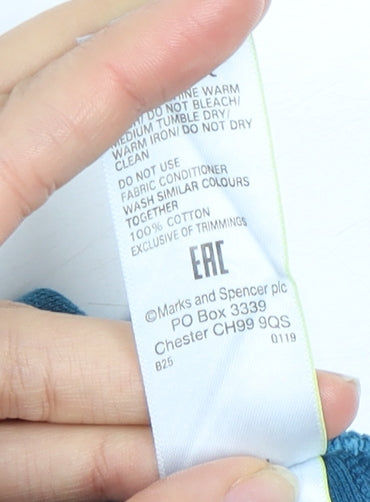 INE WARM
DO NOT BLEACH/
MEDIUM TUMBLE DRY/
WARM IRON/ DO NOT DRY
CLEAN
DO NOT USE
FABRIC CONDITIONER
WASH SIMILAR COLOURS
TOGETHER
100% COTTON
EXCLUSIVE OF TRIMMINGS
EAC
©Marks and Spencer plc
PO Box 3339
Chester CH99 9QS
B25 0119